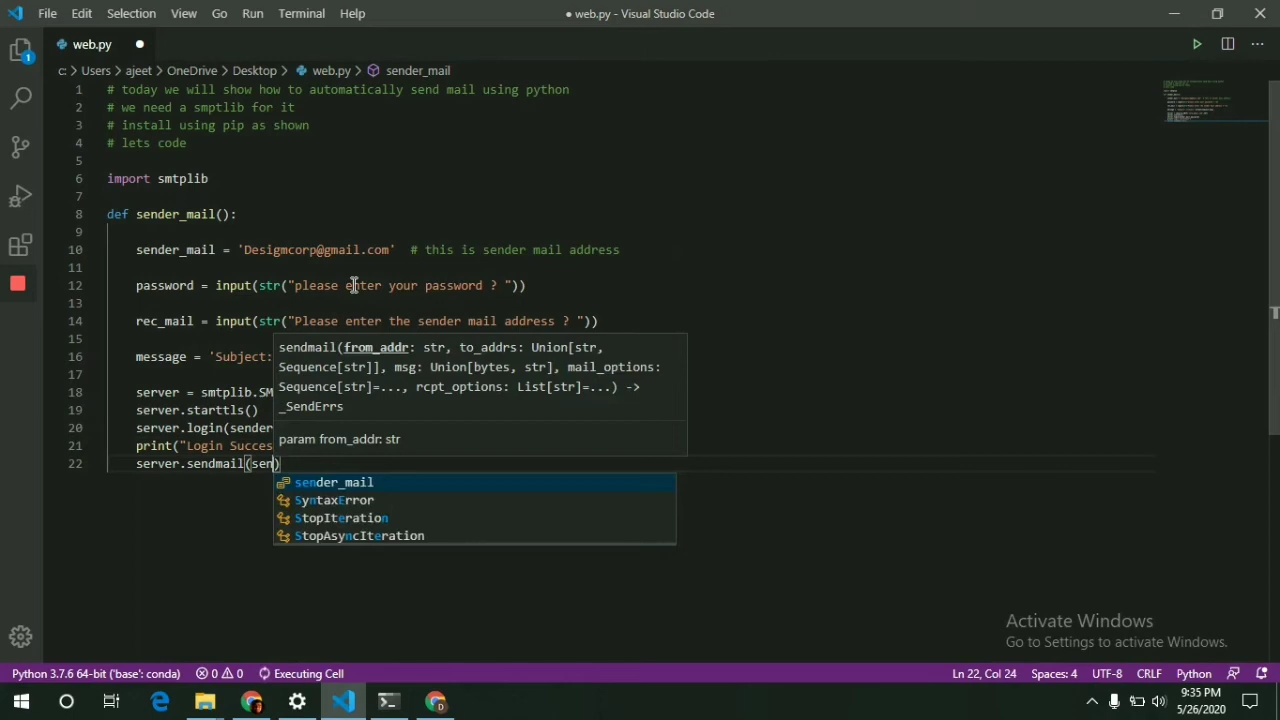 File Edit Selection View Go Run Terminal Help ● web.py - Visual Studio Code
web.py
c: > Users > ajeet > OneDrive > Desktop > web.py > sender_mail
1 # today we will show how to automatically send mail using python
2 # we need a smptlib for it
3 # install using pip as shown
4 # lets code
5
6 import smtplib
7
8 def sender_mail():
9
10 sender_mail = 'Desigmcorp@gmail.com' # this is sender mail address
11
12 password = input(str("please enter your password ? "))
13
14 rec_mail = input(str("Please enter the sender mail address ? "))
15
16 message = 'Subject:
17
18 server = smtplib.SM
19 server.starttls()
20 server.login(sender
21 print("Login Succes
22 server.sendmail(sen)
sendmail(from_addr: str, to_addrs: Union[str,
Sequence[str]], msg: Union[bytes, str], mail_options:
Sequence[str]=..., rcpt_options: List[str]=...) ->
_SendErrs
param from_addr: str
sender_mail
SyntaxError
StopIteration
StopAsyncIteration
1
Activate Windows
Go to Settings to activate Windows.
Python 3.7.6 64-bit ('base': conda) 0 0 Executing Cell Ln 22, Col 24 Spaces: 4 UTF-8 CRLF Python
9:35 PM
5/26/2020